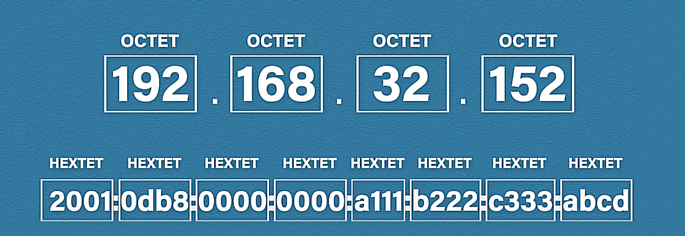 OCTET OCTET OCTET OCTET
192 . 168 . 32 . 152
HEXTET HEXTET HEXTET HEXTET HEXTET HEXTET HEXTET HEXTET
2001:0db8:0000:0000:a111:b222:c333:abcd